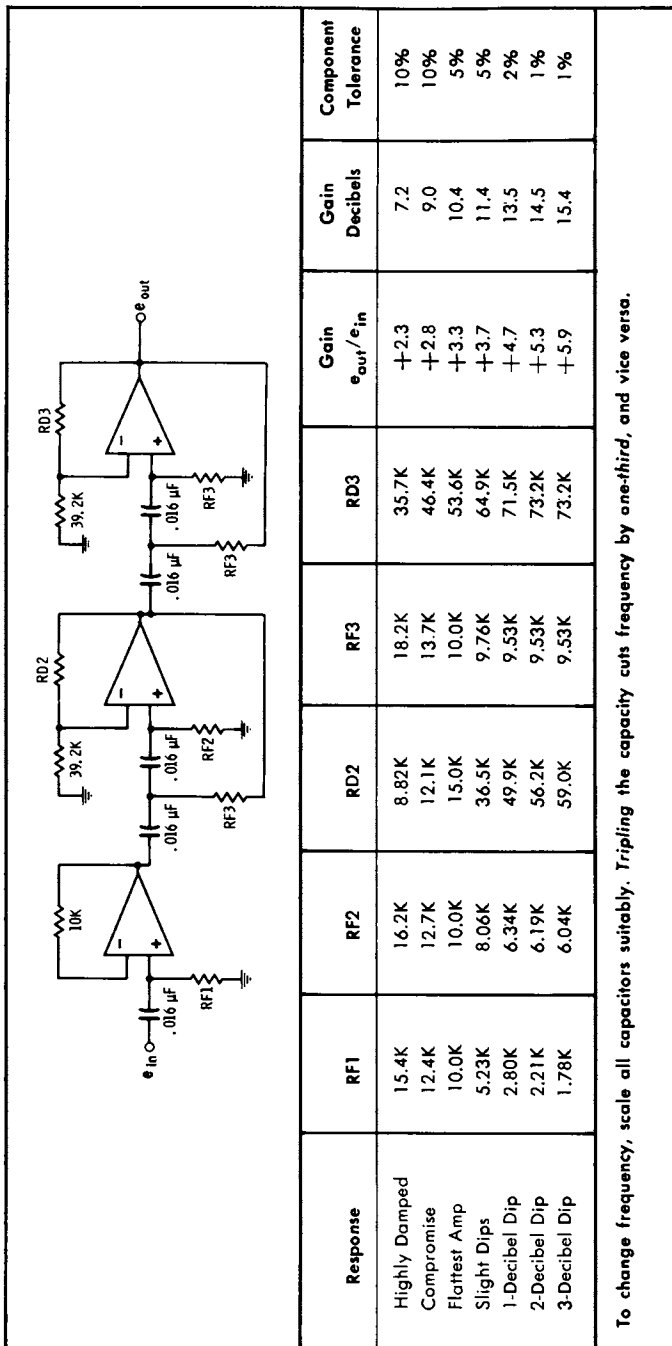 RD2
RD3
10K
39.2K
39.2K
e in
.016 µF
.016 µF
.016 µF
.016 µF
.016 µF
e out
RF1
RF3
RF2
RF3
RF3
Response RF1 RF2 RD2 RF3 RD3 Gain e out/e in Gain Decibels Component Tolerance
Highly Damped 15.4K 16.2K 8.82K 18.2K 35.7K +2.3 7.2 10%
Compromise 12.4K 12.7K 12.1K 13.7K 46.4K +2.8 9.0 10%
Flattest Amp 10.0K 10.0K 15.0K 10.0K 53.6K +3.3 10.4 5%
Slight Dips 5.23K 8.06K 36.5K 9.76K 64.9K +3.7 11.4 5%
1-Decibel Dip 2.80K 6.34K 49.9K 9.53K 71.5K +4.7 13.5 2%
2-Decibel Dip 2.21K 6.19K 56.2K 9.53K 73.2K +5.3 14.5 1%
3-Decibel Dip 1.78K 6.04K 59.0K 9.53K 73.2K +5.9 15.4 1%
To change frequency, scale all capacitors suitably. Tripling the capacity cuts frequency by one-third, and vice versa.